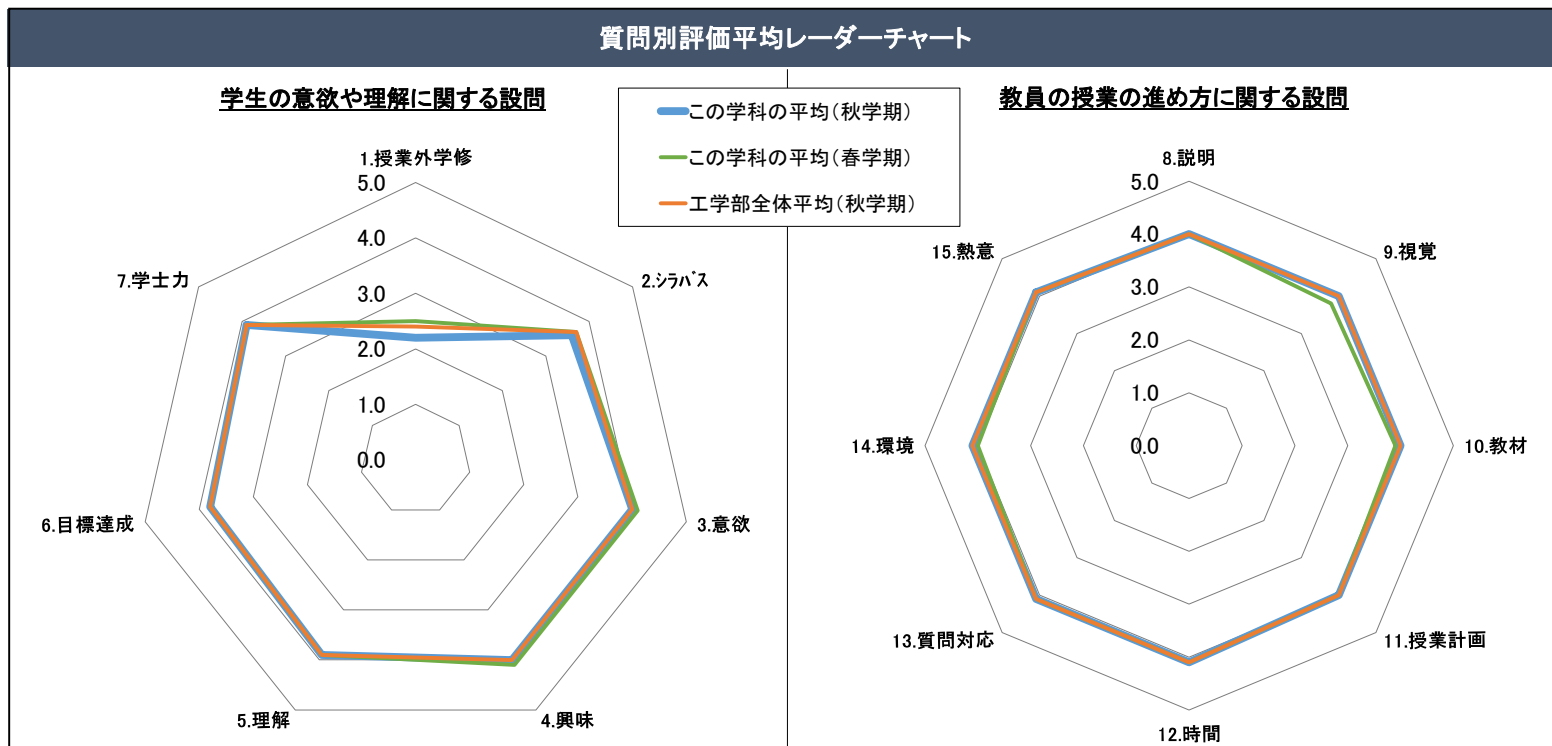 質問別評価平均レーダーチャート
学生の意欲や理解に関する設問
この学科の平均（秋学期）
この学科の平均（春学期）
工学部全体平均（秋学期）
教員の授業の進め方に関する設問
1.授業外学修
5.0
4.0
3.0
2.0
1.0
0.0
2.ｼﾗﾊﾞｽ
3.意欲
4.興味
5.理解
6.目標達成
7.学士力
8.説明
5.0
4.0
3.0
2.0
1.0
0.0
9.視覚
10.教材
11.授業計画
12.時間
13.質問対応
14.環境
15.熱意